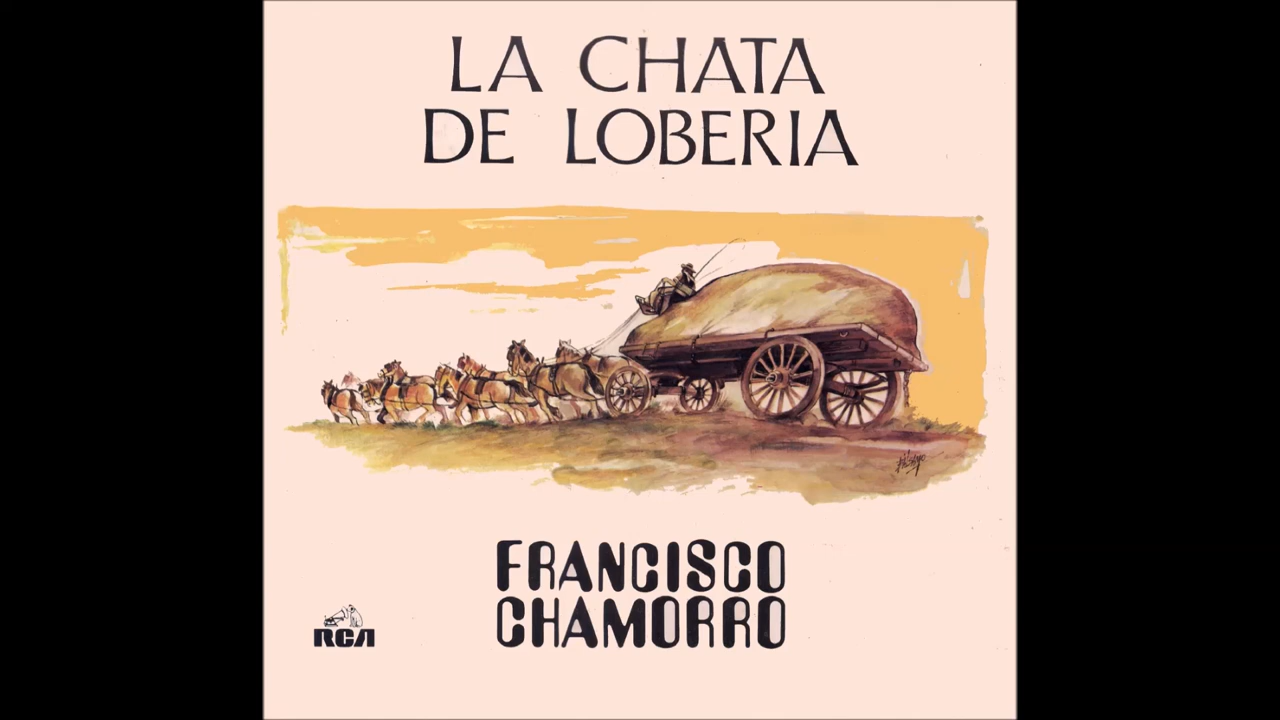 LA CHATA
DE LOBERIA
FRANCISCO
CHAMORRO
RCA